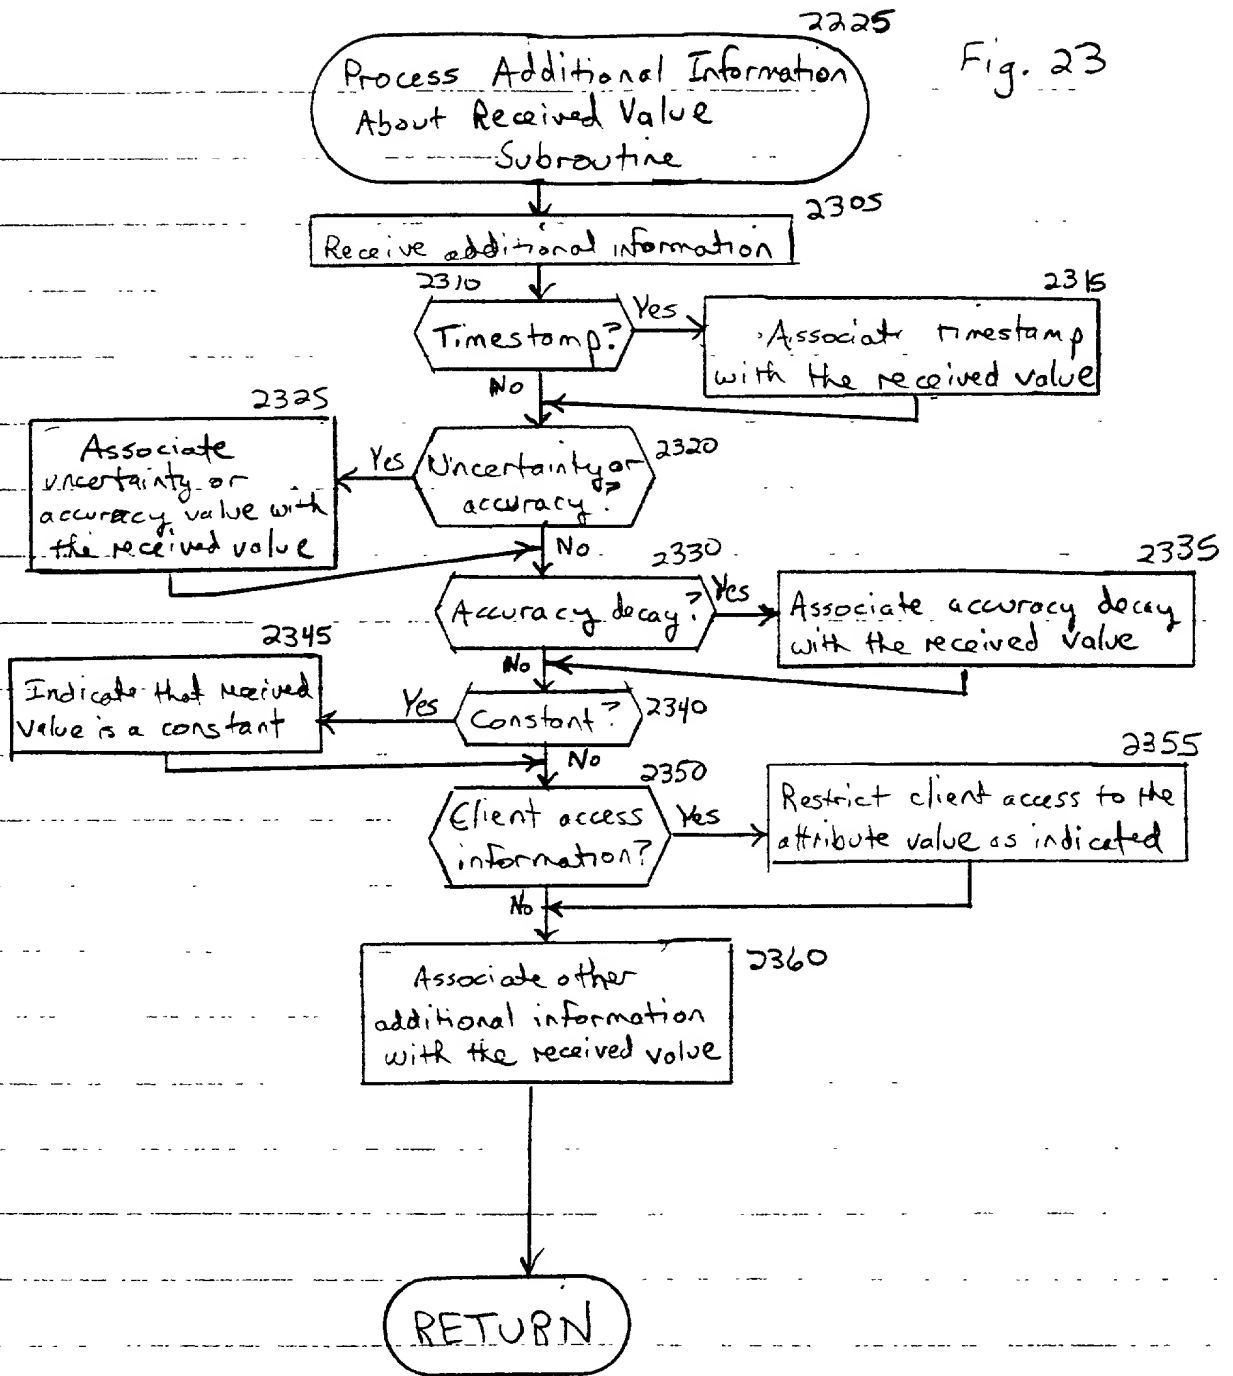 2225
Fig. 23
Process Additional Information
About Received Value
Subroutine
2305
Receive additional information
2310
Timestamp?
Yes
No
2315
Associate timestamp
with the received value
2325
Associate
uncertainty or
accuracy value with
the received value
Yes
Uncertainty or
accuracy?
2320
No
2330
Accuracy decay?
Yes
No
2335
Associate accuracy decay
with the received value
2345
Indicate that received
value is a constant
Yes
Constant?
2340
No
2350
Client access
information?
Yes
No
2355
Restrict client access to the
attribute value as indicated
2360
Associate other
additional information
with the received value
RETURN